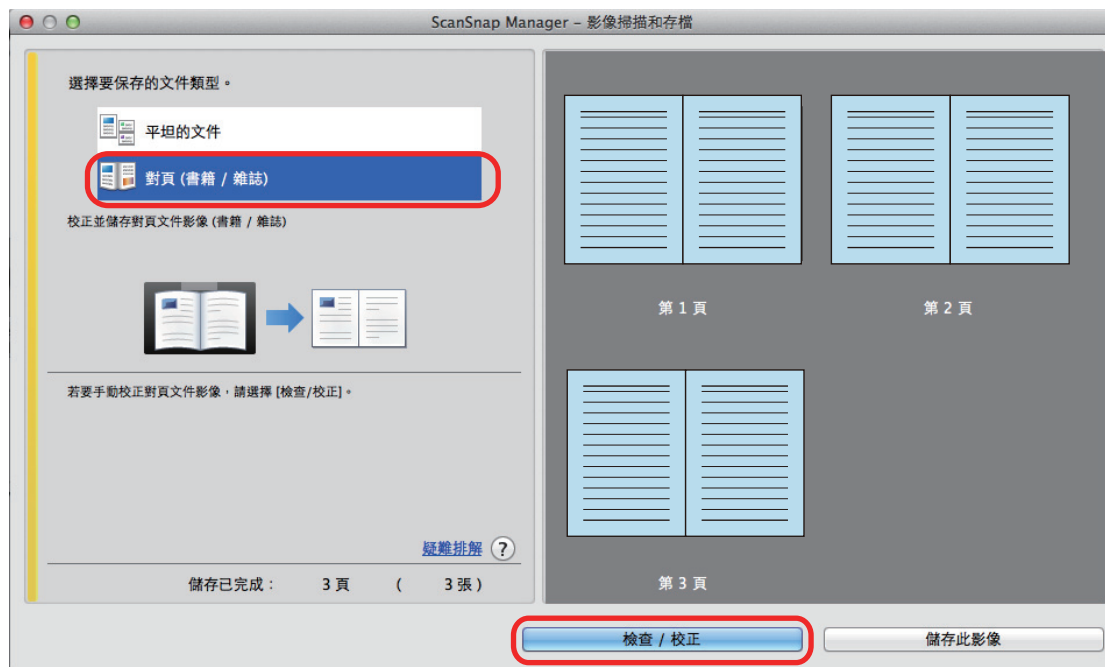 ScanSnap Manager – 影像掃描和存檔
選擇要保存的文件類型。
平坦的文件
對頁 (書籍 / 雜誌)
校正並儲存對頁文件影像 (書籍 / 雜誌)
若要手動校正對頁文件影像，請選擇 [檢查/校正]。
疑難排解 ?
儲存已完成： 3 頁 ( 3 張 )
第 1 頁
第 2 頁
第 3 頁
檢查 / 校正
儲存此影像